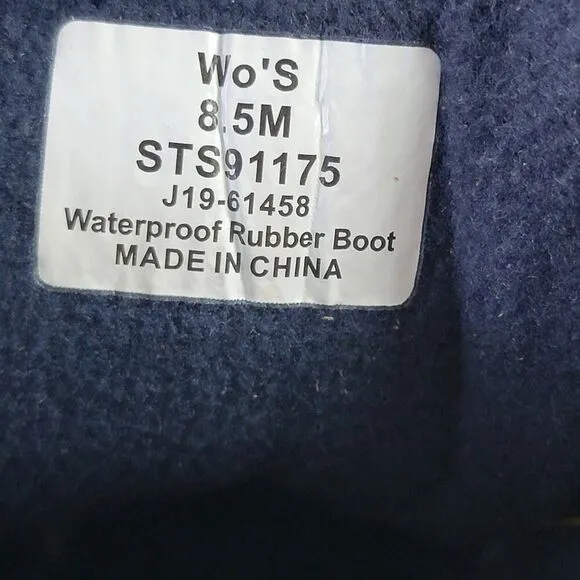 Wo'S
8.5M
STS91175
J19-61458
Waterproof Rubber Boot
MADE IN CHINA